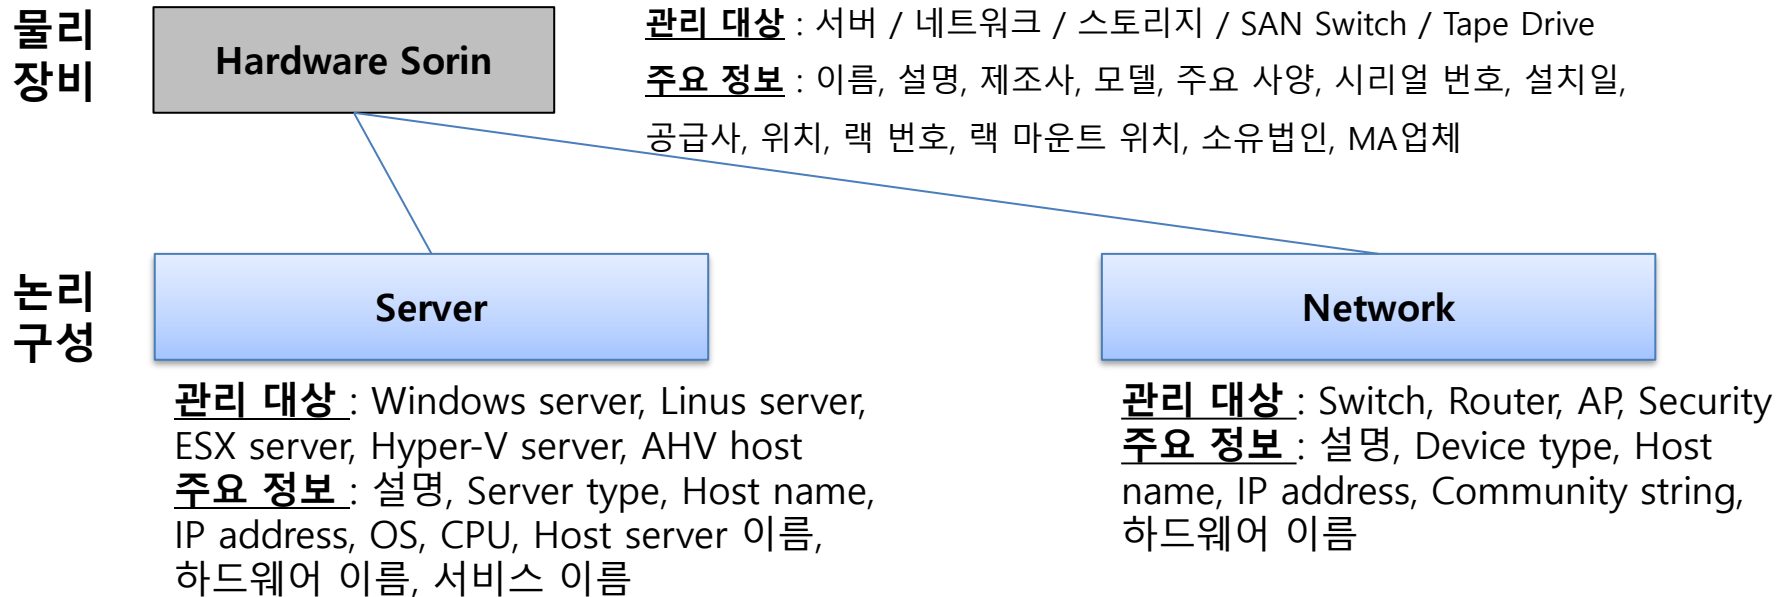 물리
장비
Hardware Sorin
관리 대상 : 서버 / 네트워크 / 스토리지 / SAN Switch / Tape Drive
주요 정보 : 이름, 설명, 제조사, 모델, 주요 사양, 시리얼 번호, 설치일,
공급사, 위치, 랙 번호, 랙 마운트 위치, 소유법인, MA업체
논리
구성
Server
관리 대상 : Windows server, Linus server,
ESX server, Hyper-V server, AHV host
주요 정보 : 설명, Server type, Host name,
IP address, OS, CPU, Host server 이름,
하드웨어 이름, 서비스 이름
Network
관리 대상 : Switch, Router, AP, Security
주요 정보 : 설명, Device type, Host
name, IP address, Community string,
하드웨어 이름